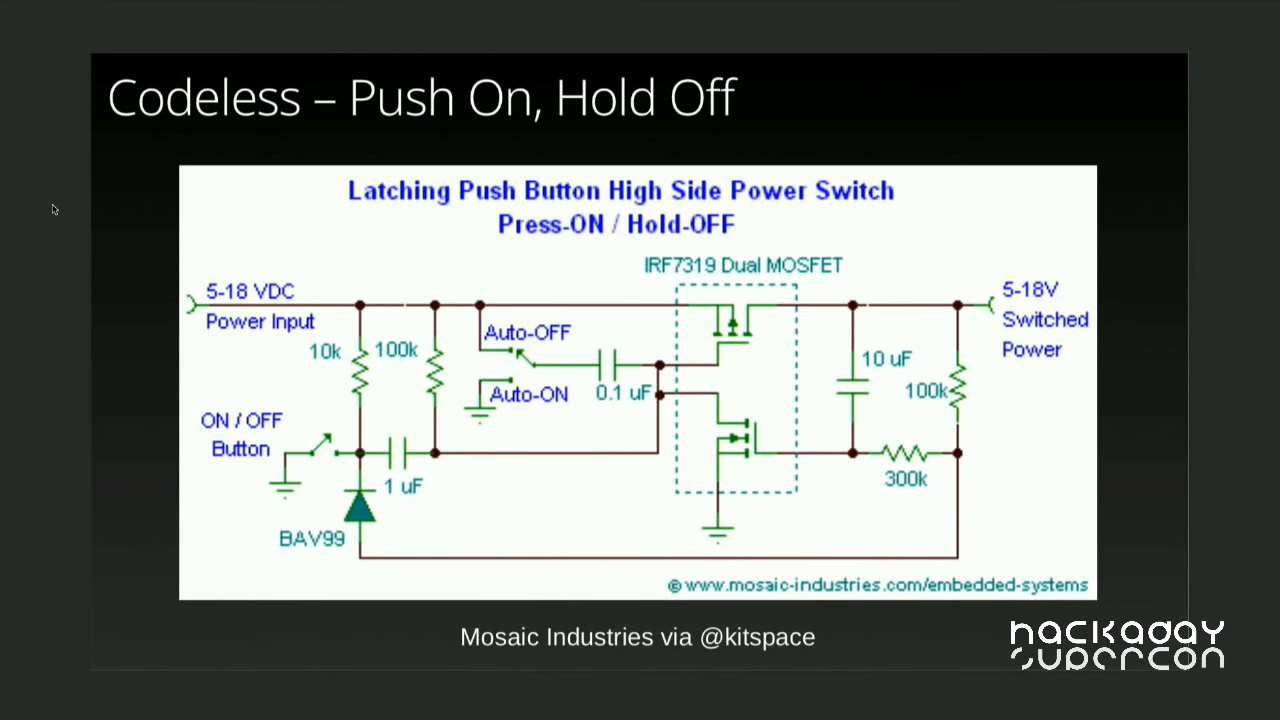 Codeless – Push On, Hold Off
Latching Push Button High Side Power Switch
Press-ON / Hold-OFF
IRF7319 Dual MOSFET
5-18 VDC
Power Input
5-18V
Switched
Power
10k
100k
Auto-OFF
Auto-ON
0.1 uF
10 uF
100k
ON / OFF
Button
1 uF
300k
BAV99
© www.mosaic-industries.com/embedded-systems
Mosaic Industries via @kitspace
hackaday
supercon